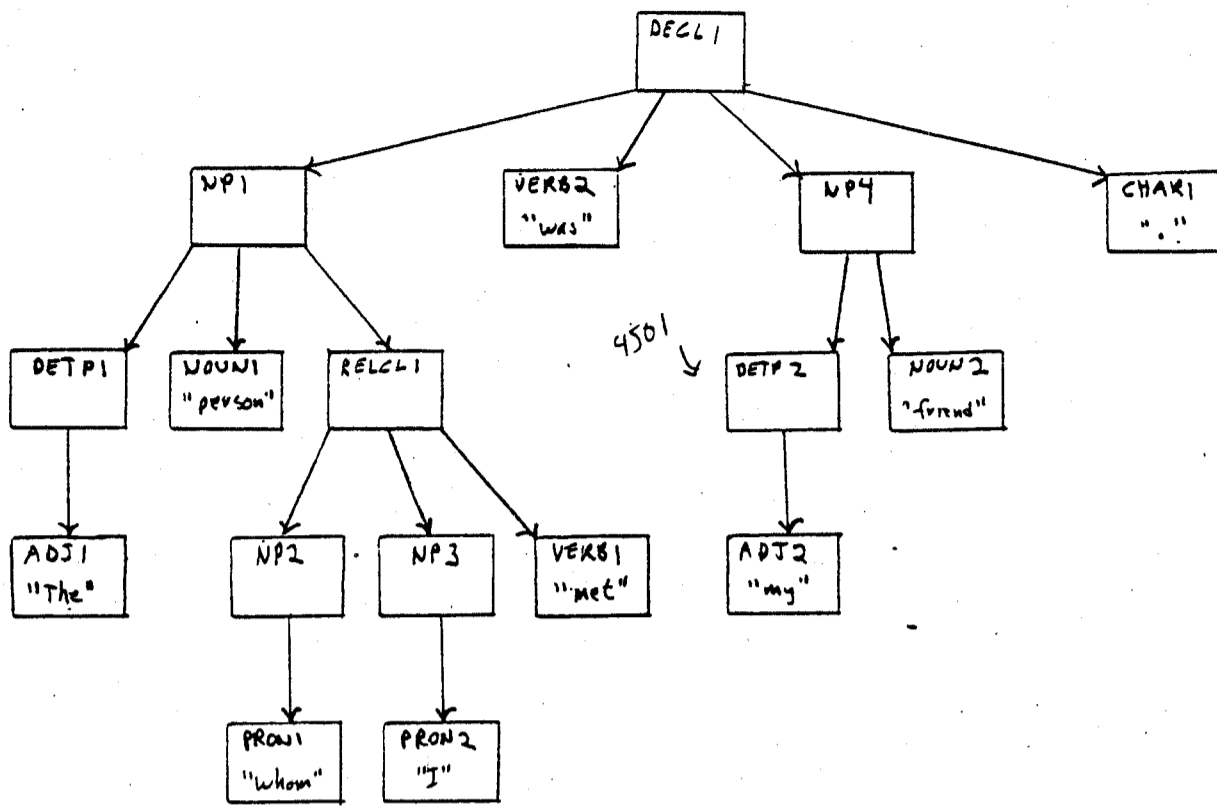 DECL1
NP1
VERB2
"was"
NP4
CHAR1
"."
4501
DETP1
NOUN1
"person"
RELCL1
DETP2
NOUN2
"friend"
ADJ1
"The"
NP2
NP3
VERB1
"met"
ADJ2
"my"
PRON1
"whom"
PRON2
"I"